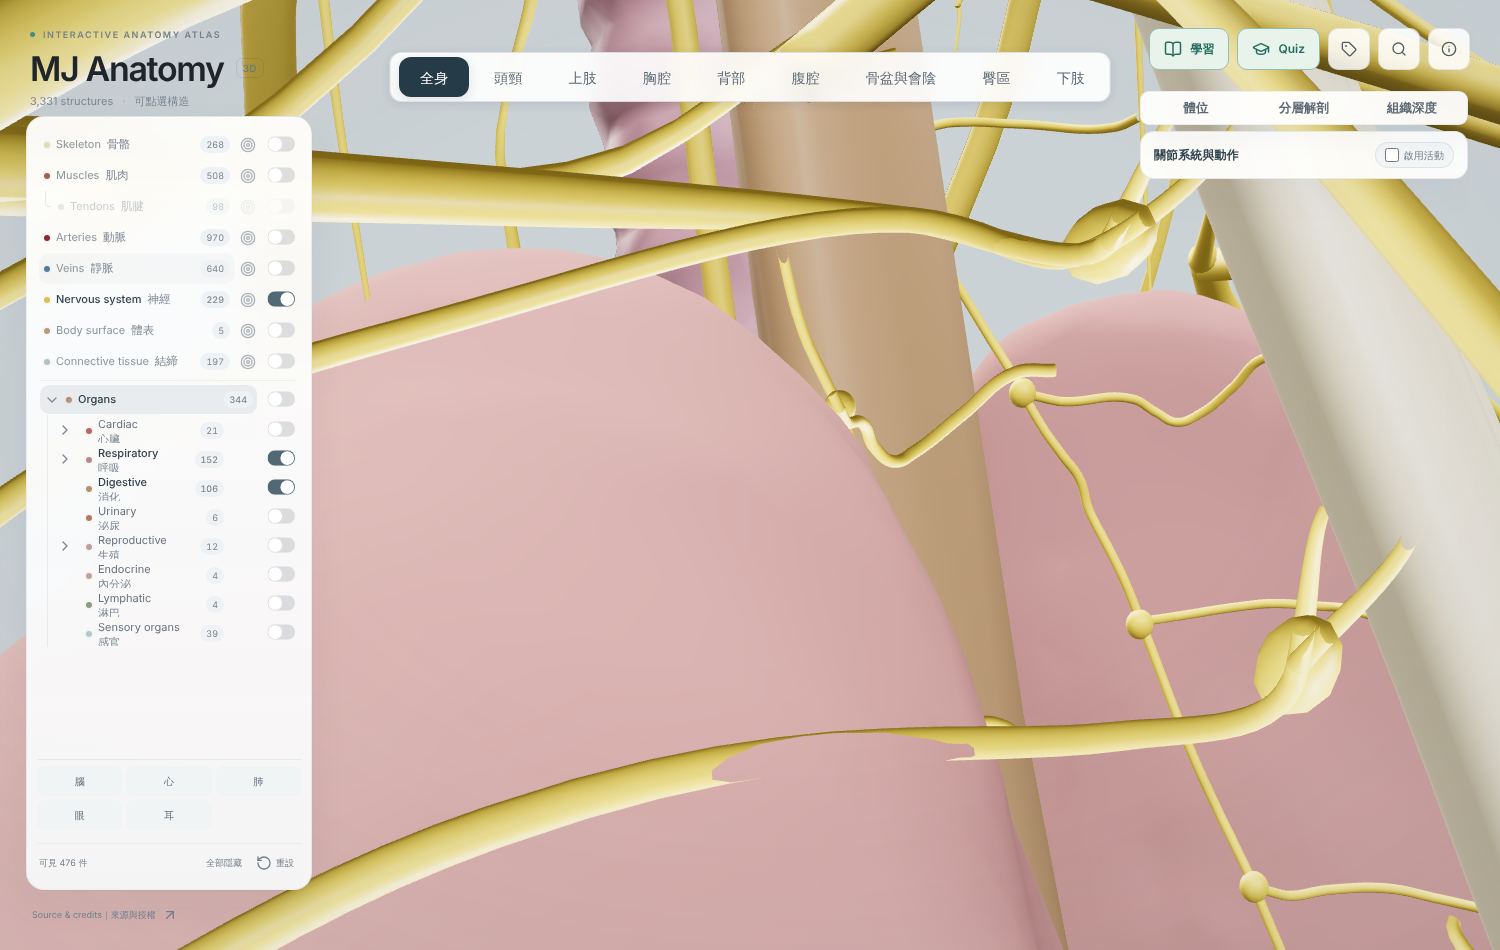 INTERACTIVE ANATOMY ATLAS
MJ Anatomy 3D
3,331 structures · 可點選構造
全身 頭頸 上肢 胸腔 背部 腹腔 骨盆與會陰 臀區 下肢
學習 Quiz
體位 分層解剖 組織深度
關節系統與動作 啟用活動
Skeleton 骨骼 268
Muscles 肌肉 508
Tendons 肌腱 98
Arteries 動脈 970
Veins 靜脈 640
Nervous system 神經 229
Body surface 體表 5
Connective tissue 結締 197
Organs 344
Cardiac 21
心臟
Respiratory 152
呼吸
Digestive 106
消化
Urinary 6
泌尿
Reproductive 12
生殖
Endocrine 4
內分泌
Lymphatic 4
淋巴
Sensory organs 39
感官
腦 心 肺
眼 耳
可見 476 件 全部隱藏 重設
Source & credits | 來源與授權